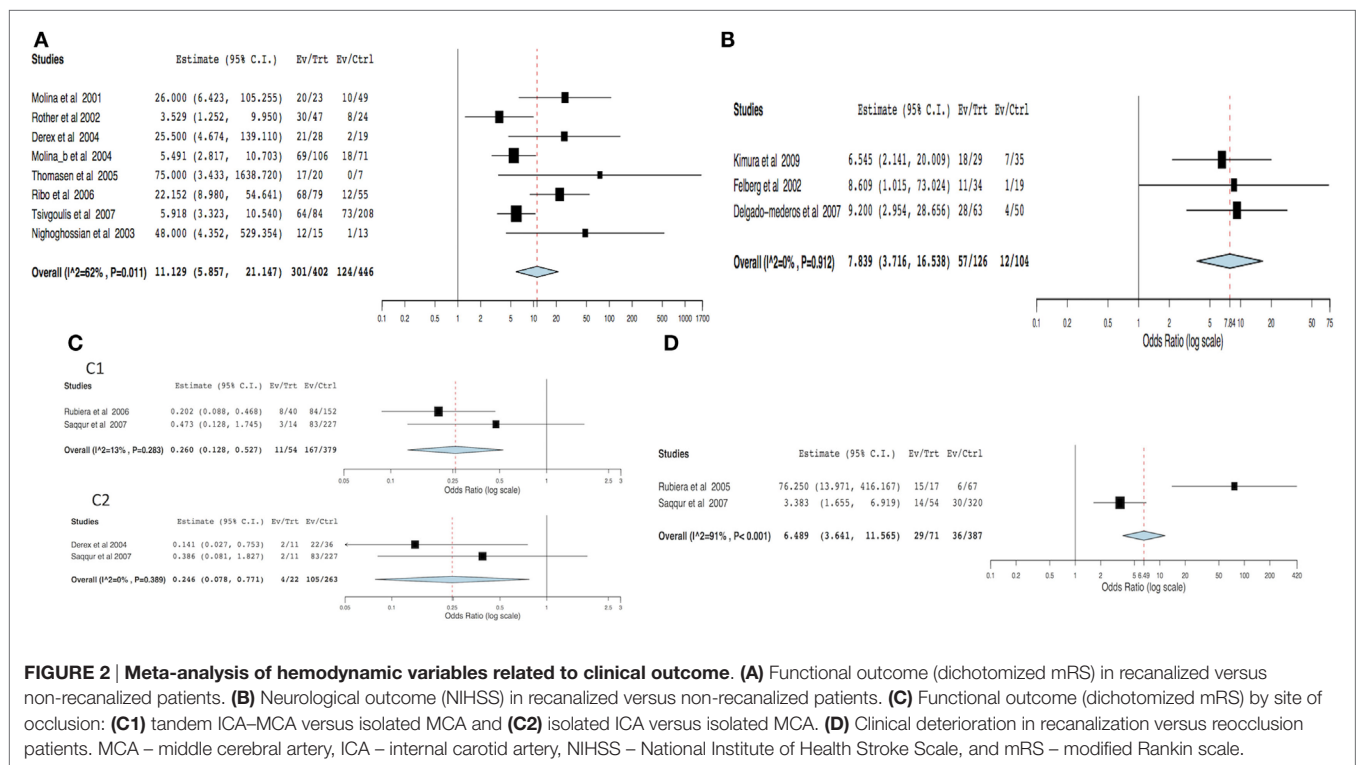 A
Studies Estimate (95% C.I.) Ev/Trt Ev/Ctrl
Molina et al 2001 26.000 (6.423, 105.255) 20/23 10/49
Rother et al 2002 3.529 (1.252, 9.950) 30/47 8/24
Derex et al 2004 25.500 (4.674, 139.110) 21/28 2/19
Molina_b et al 2004 5.491 (2.817, 10.703) 69/106 18/71
Thomasen et al 2005 75.000 (3.433, 1638.720) 17/20 0/7
Ribo et al 2006 22.152 (8.980, 54.641) 68/79 12/55
Tsivgoulis et al 2007 5.918 (3.323, 10.540) 64/84 73/208
Nighoghossian et al 2003 48.000 (4.352, 529.354) 12/15 1/13
Overall (I^2=62% , P=0.011) 11.129 (5.857, 21.147) 301/402 124/446
0.1 0.5 1 5 10 50 100 500 1000 1700
B
Studies Estimate (95% C.I.) Ev/Trt Ev/Ctrl
Kimura et al 2009 6.545 (2.141, 20.009) 18/29 7/35
Felberg et al 2002 8.609 (1.015, 73.024) 11/34 1/19
Delgado-mederos et al 2007 9.200 (2.954, 28.656) 28/63 4/50
Overall (I^2=0% , P=0.912) 7.839 (3.716, 16.538) 57/126 12/104
0.1 0.2 0.5 1 2 5 7.84 10 20 50 75
Odds Ratio (log scale)
C
C1
Studies Estimate (95% C.I.) Ev/Trt Ev/Ctrl
Rubiera et al 2006 0.202 (0.088, 0.468) 8/40 84/152
Saqqur et al 2007 0.473 (0.128, 1.745) 3/14 83/227
Overall (I^2=13% , P=0.283) 0.260 (0.128, 0.527) 11/54 167/379
0.05 0.1 0.25 0.5 1 2.5 3
Odds Ratio (log scale)
C2
Studies Estimate (95% C.I.) Ev/Trt Ev/Ctrl
Derex et al 2004 0.141 (0.027, 0.753) 2/11 22/36
Saqqur et al 2007 0.386 (0.081, 1.827) 2/11 83/227
Overall (I^2=0% , P=0.389) 0.246 (0.078, 0.771) 4/22 105/263
0.05 0.1 0.25 0.5 1 2.5 3
Odds Ratio (log scale)
D
Studies Estimate (95% C.I.) Ev/Trt Ev/Ctrl
Rubiera et al 2005 76.250 (13.971, 416.167) 15/17 6/67
Saqqur et al 2007 3.383 (1.655, 6.919) 14/54 30/320
Overall (I^2=91% , P< 0.001) 6.489 (3.641, 11.565) 29/71 36/387
0.1 0.2 0.5 1 2 5 6.49 10 20 50 100 200 420
Odds Ratio (log scale)
FIGURE 2 | Meta-analysis of hemodynamic variables related to clinical outcome. (A) Functional outcome (dichotomized mRS) in recanalized versus
non-recanalized patients. (B) Neurological outcome (NIHSS) in recanalized versus non-recanalized patients. (C) Functional outcome (dichotomized mRS) by site of
occlusion: (C1) tandem ICA–MCA versus isolated MCA and (C2) isolated ICA versus isolated MCA. (D) Clinical deterioration in recanalization versus reocclusion
patients. MCA – middle cerebral artery, ICA – internal carotid artery, NIHSS – National Institute of Health Stroke Scale, and mRS – modified Rankin scale.